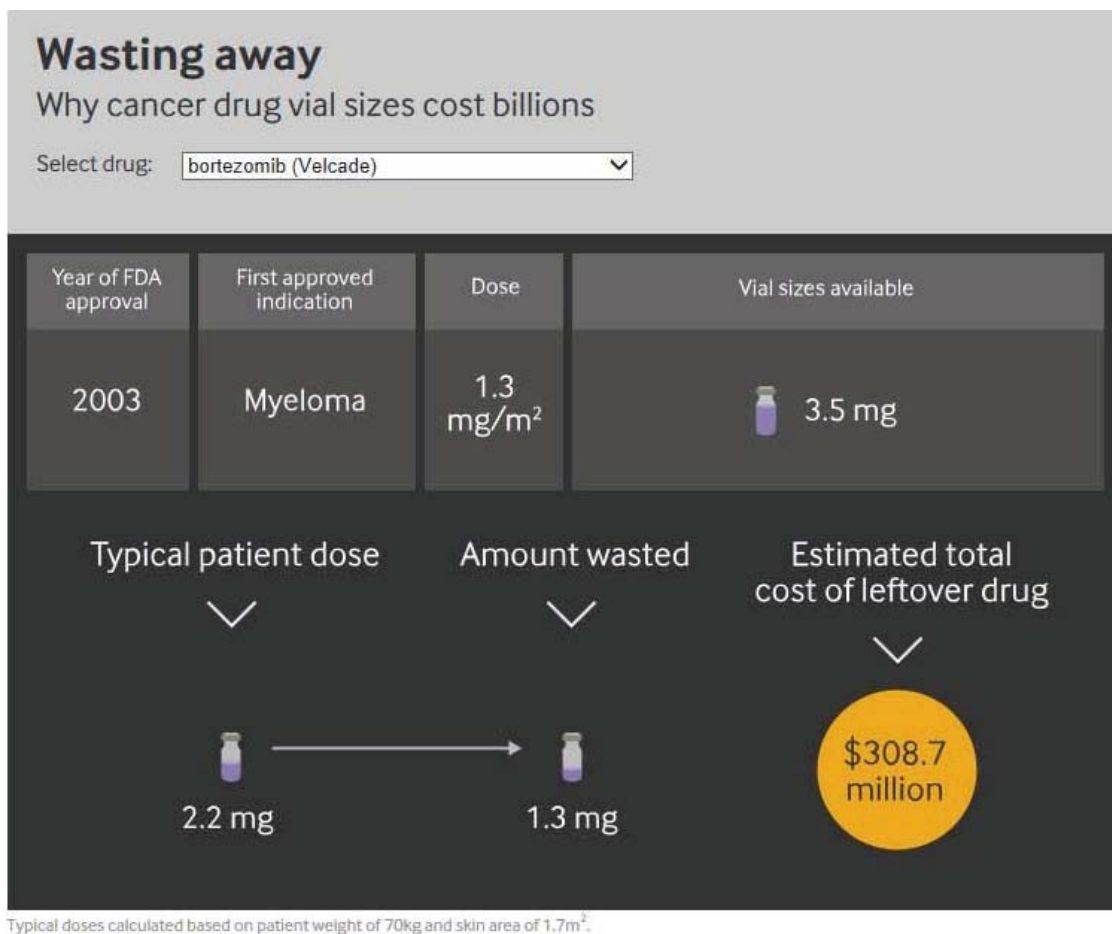 Wasting away
Why cancer drug vial sizes cost billions
Select drug: bortezomib (Velcade)
Year of FDA
approval
First approved
indication
Dose
Vial sizes available
2003
Myeloma
1.3
mg/m²
3.5 mg
Typical patient dose
Amount wasted
Estimated total
cost of leftover drug
2.2 mg
1.3 mg
$308.7
million
Typical doses calculated based on patient weight of 70kg and skin area of 1.7m².